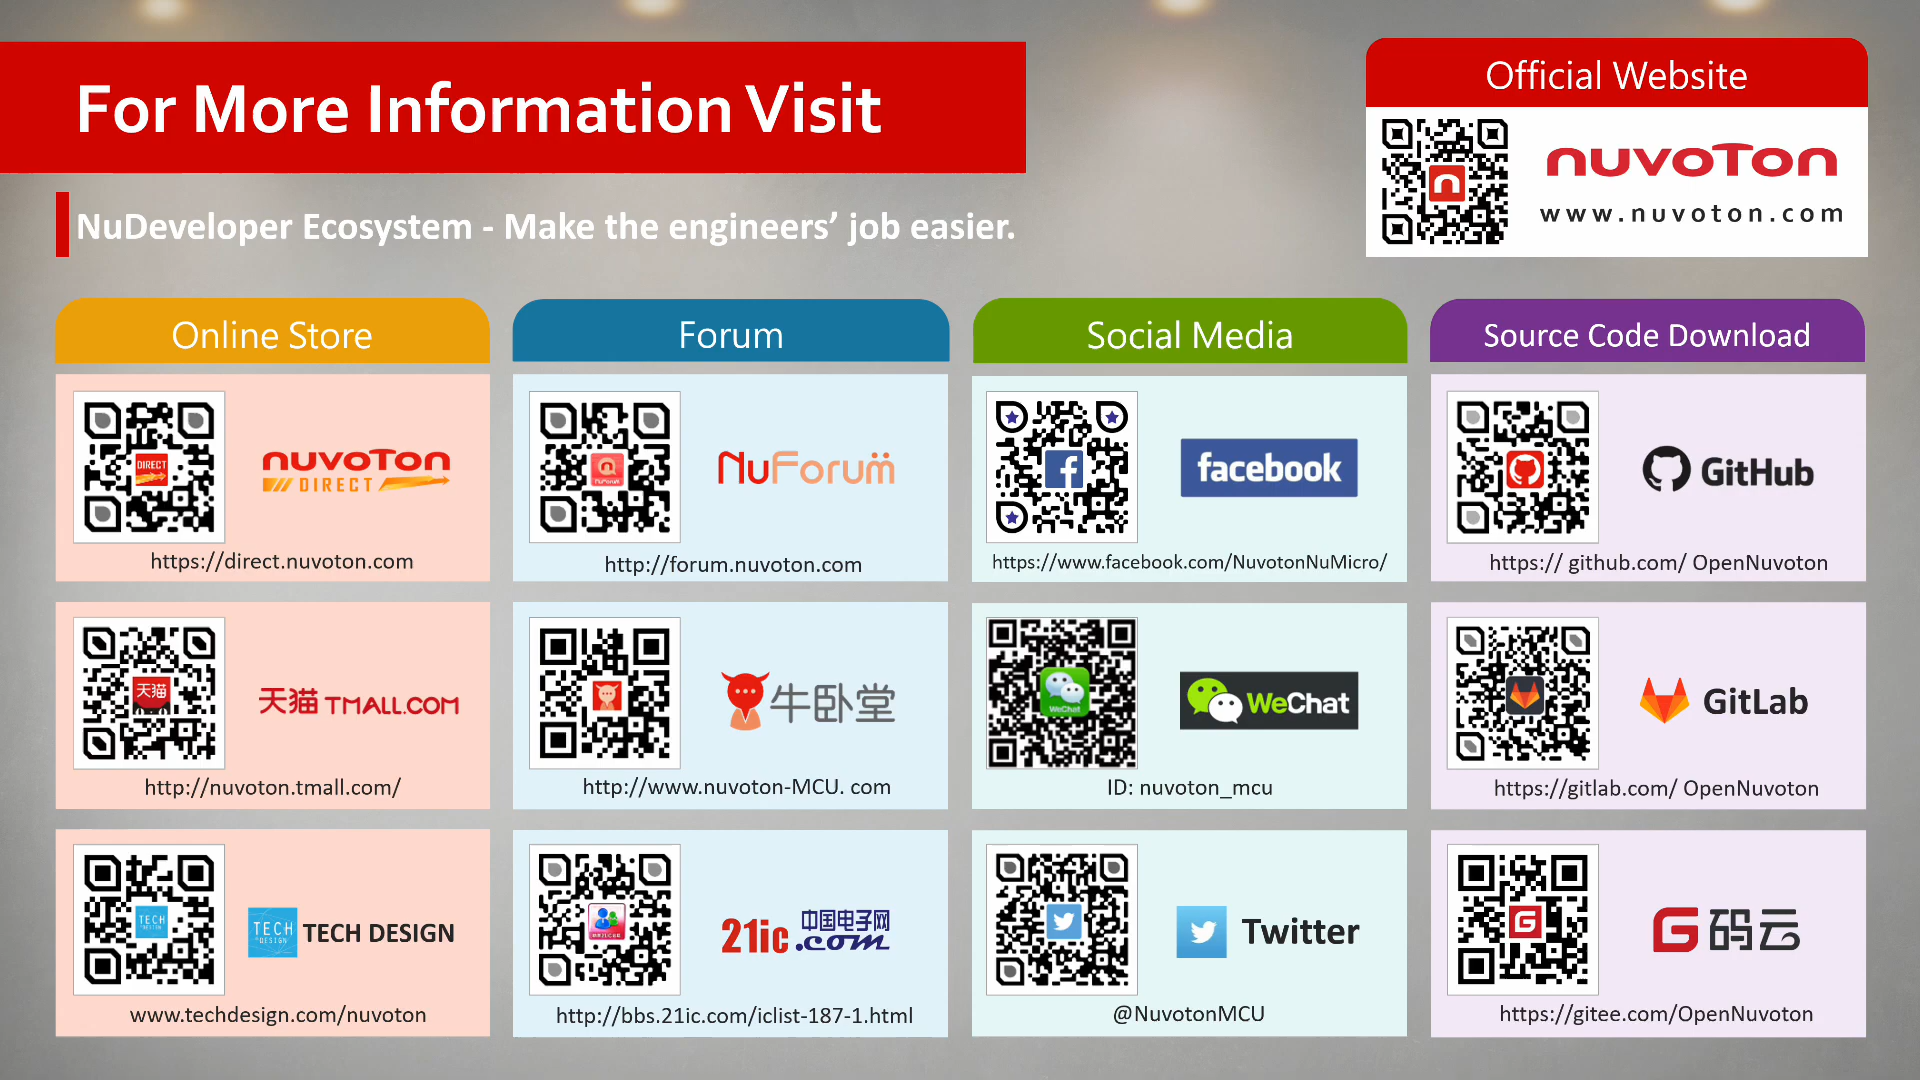 For More Information Visit
NuDeveloper Ecosystem - Make the engineers’ job easier.
Official Website
nuvoTon
www.nuvoton.com
Online Store
DIRECT
nuvoTon
DIRECT
https://direct.nuvoton.com
天猫
天猫 TMALL.COM
http://nuvoton.tmall.com/
TECH
DESIGN
TECH
DESIGN
TECH DESIGN
www.techdesign.com/nuvoton
Forum
NuForum
NuForum
http://forum.nuvoton.com
牛卧堂
http://www.nuvoton-MCU. com
21ic 中国电子网
.com
http://bbs.21ic.com/iclist-187-1.html
Social Media
facebook
https://www.facebook.com/NuvotonNuMicro/
WeChat
WeChat
ID: nuvoton_mcu
Twitter
@NuvotonMCU
Source Code Download
GitHub
https:// github.com/ OpenNuvoton
GitLab
https://gitlab.com/ OpenNuvoton
G
G 码云
https://gitee.com/OpenNuvoton